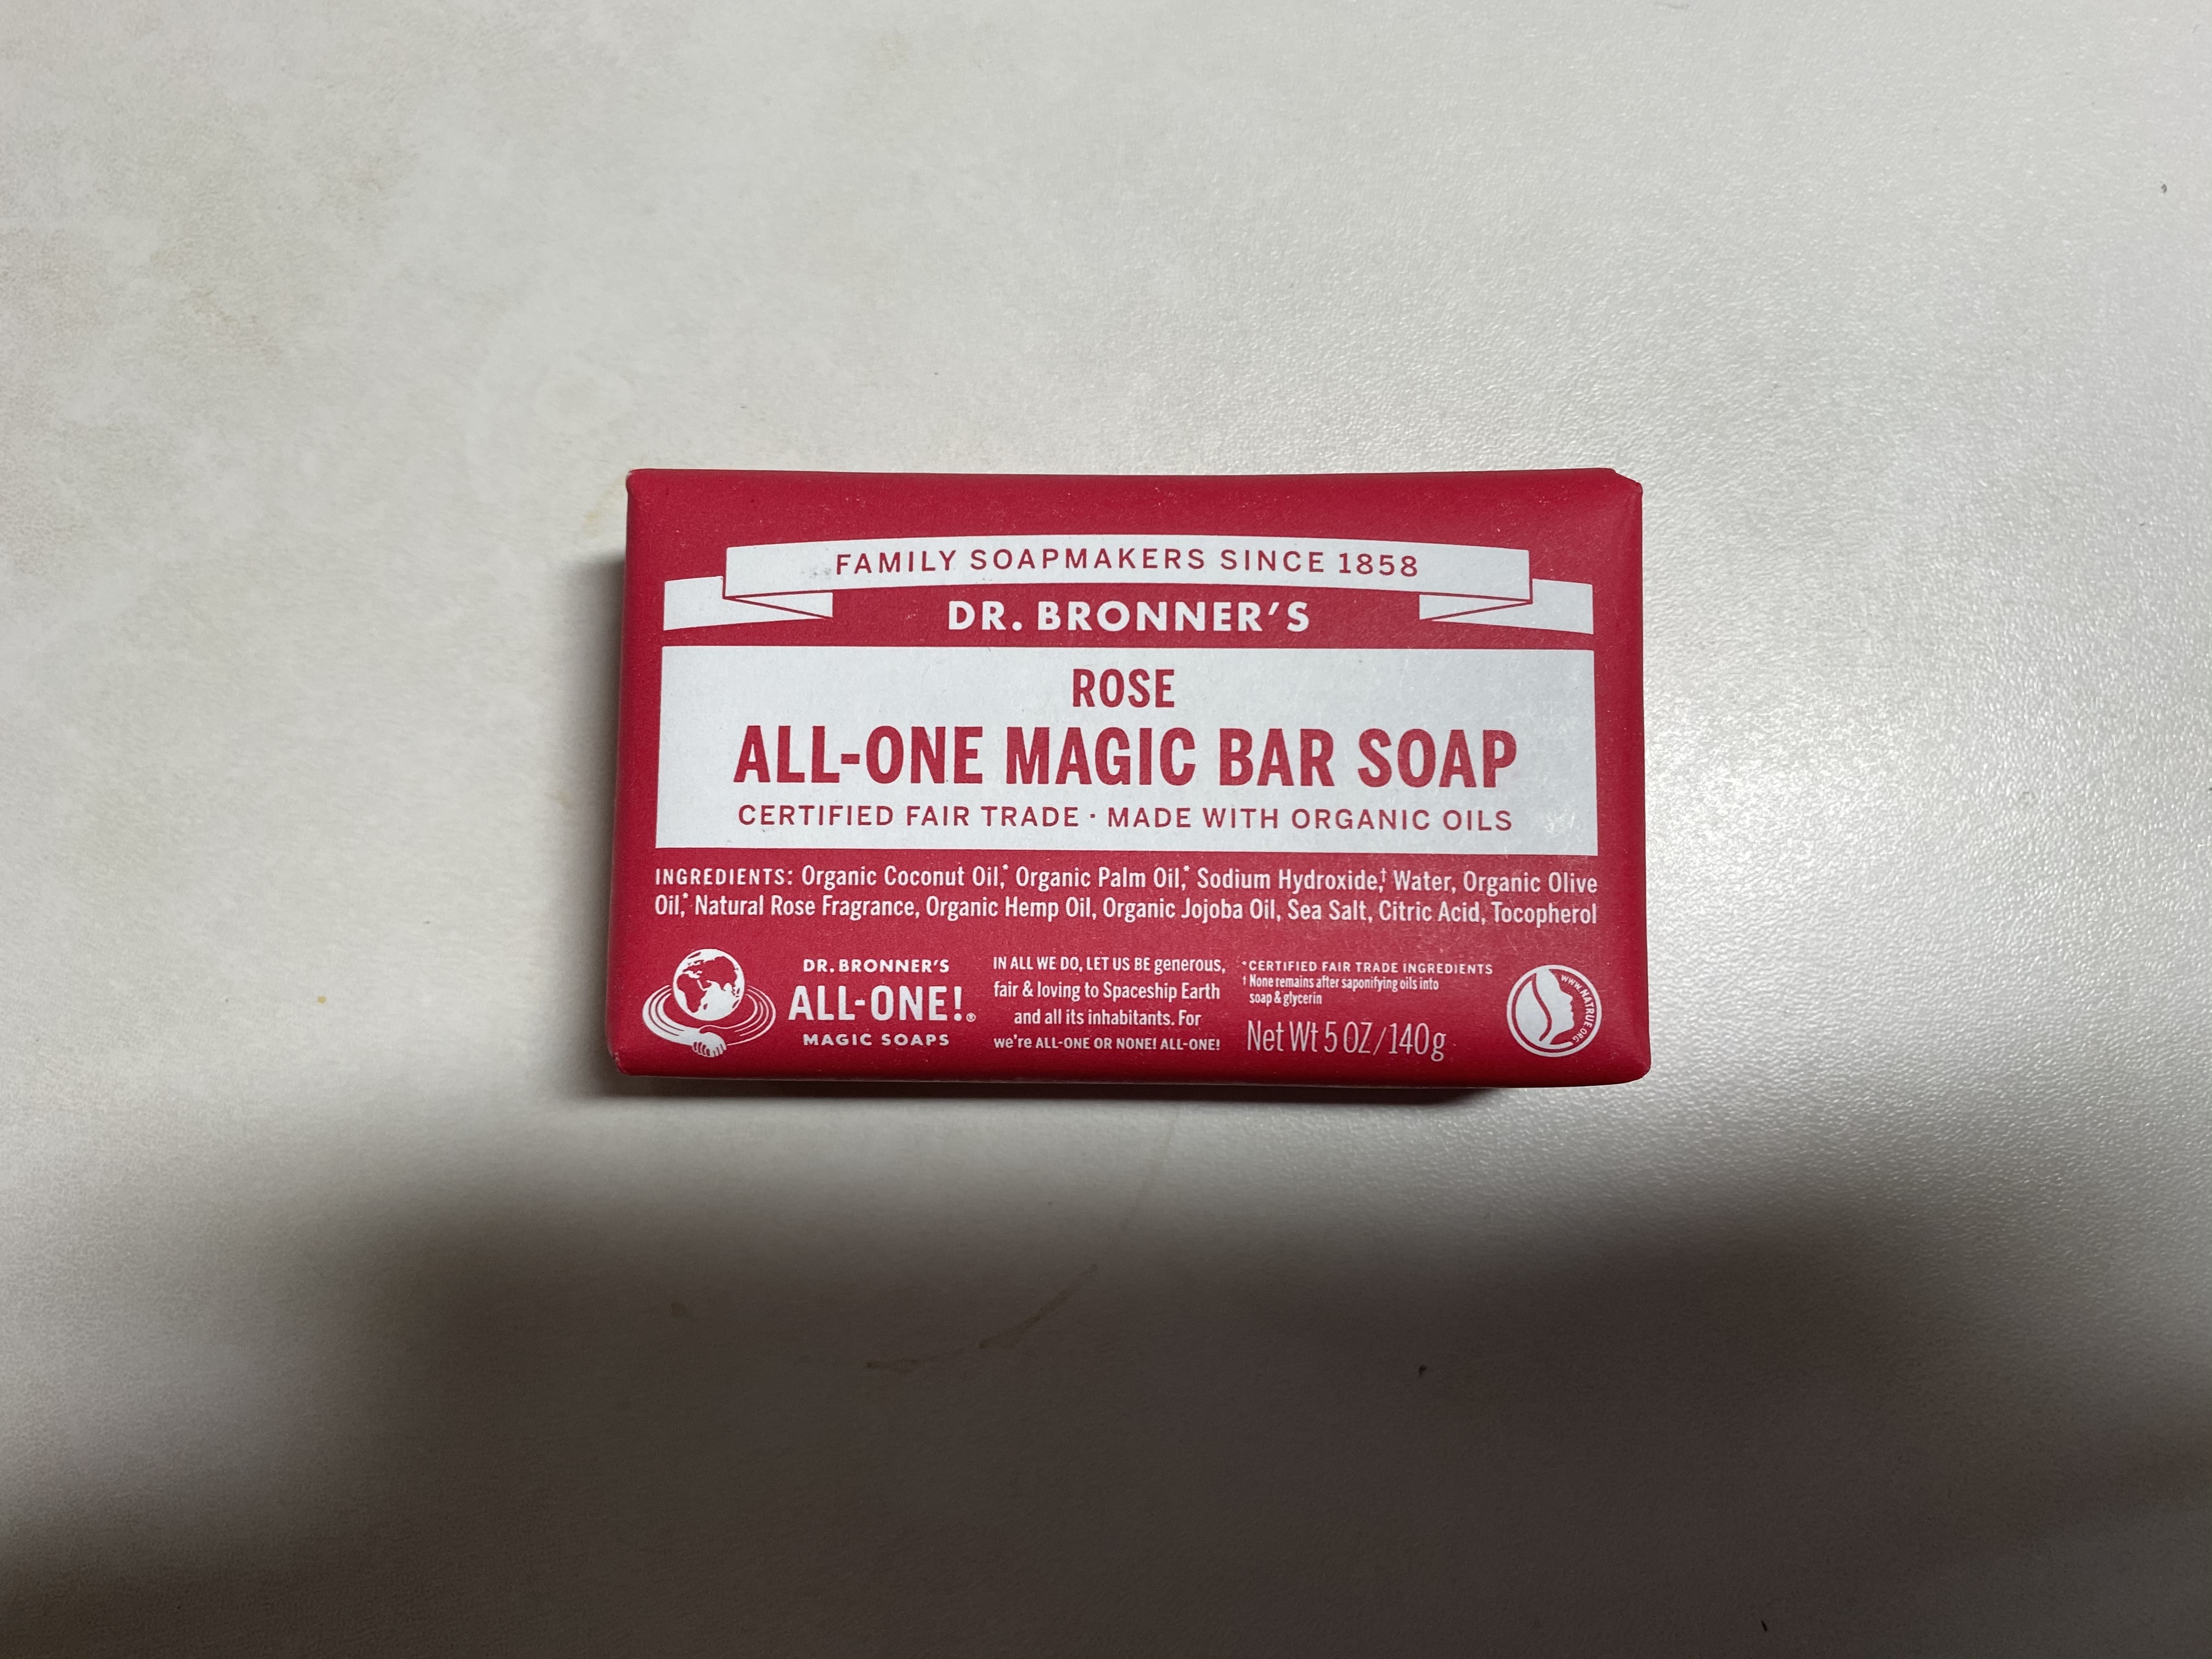 FAMILY SOAPMAKERS SINCE 1858
DR. BRONNER'S
ROSE
ALL-ONE MAGIC BAR SOAP
CERTIFIED FAIR TRADE · MADE WITH ORGANIC OILS
INGREDIENTS: Organic Coconut Oil,* Organic Palm Oil,* Sodium Hydroxide,† Water, Organic Olive
Oil,* Natural Rose Fragrance, Organic Hemp Oil, Organic Jojoba Oil, Sea Salt, Citric Acid, Tocopherol
DR. BRONNER'S
ALL-ONE!®
MAGIC SOAPS
IN ALL WE DO, LET US BE generous,
fair & loving to Spaceship Earth
and all its inhabitants. For
we're ALL-ONE OR NONE! ALL-ONE!
*CERTIFIED FAIR TRADE INGREDIENTS
† None remains after saponifying oils into
soap & glycerin
Net Wt 5 OZ/140g
WWW.NATRUE.ORG